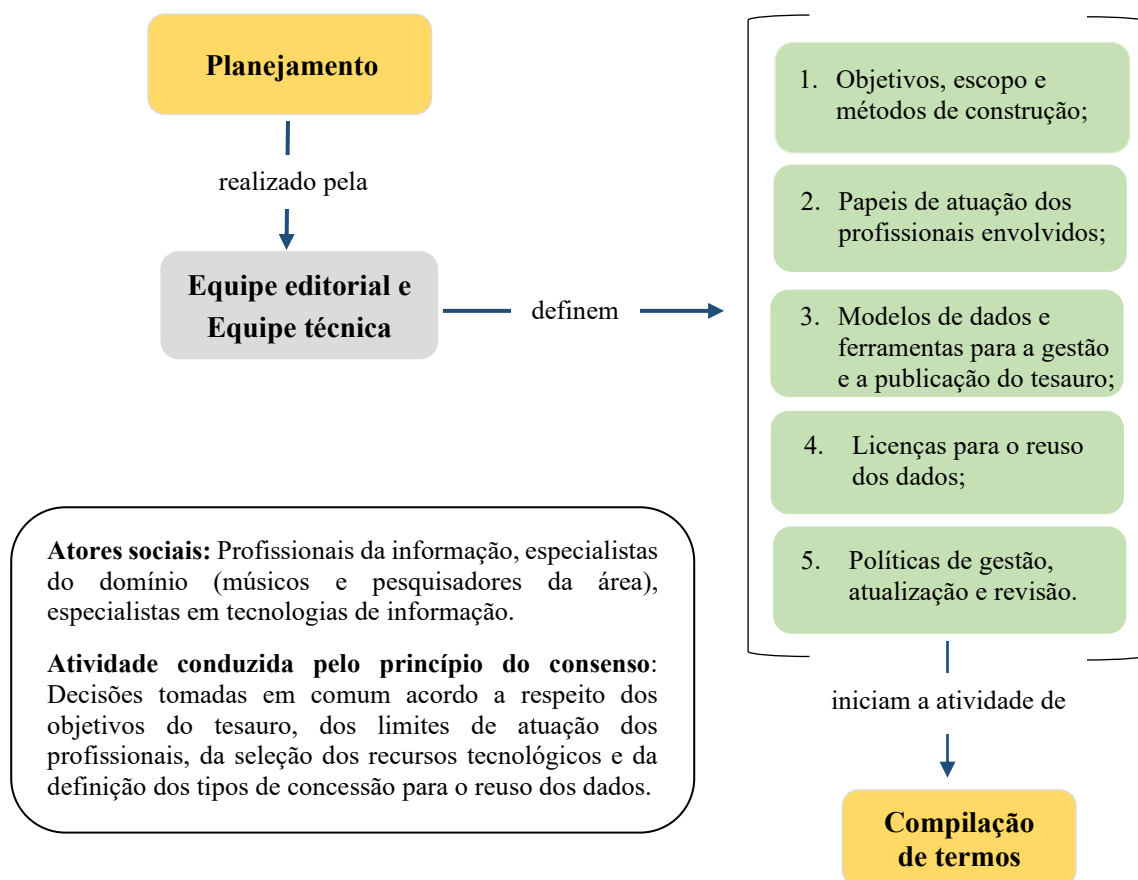 Planejamento
realizado pela
Equipe editorial e
Equipe técnica
definem
1. Objetivos, escopo e
métodos de construção;
2. Papeis de atuação dos
profissionais envolvidos;
3. Modelos de dados e
ferramentas para a gestão
e a publicação do tesauro;
4. Licenças para o reuso
dos dados;
5. Políticas de gestão,
atualização e revisão.
iniciam a atividade de
Compilação
de termos
Atores sociais: Profissionais da informação, especialistas
do domínio (músicos e pesquisadores da área),
especialistas em tecnologias de informação.
Atividade conduzida pelo princípio do consenso:
Decisões tomadas em comum acordo a respeito dos
objetivos do tesauro, dos limites de atuação dos
profissionais, da seleção dos recursos tecnológicos e da
definição dos tipos de concessão para o reuso dos dados.